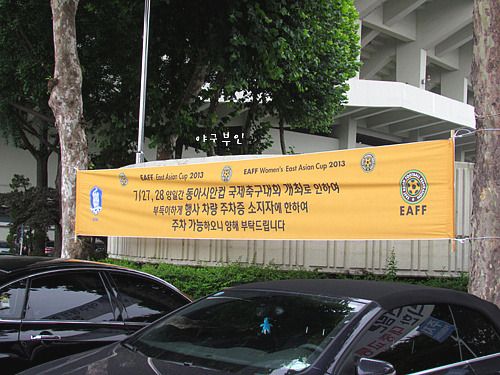 야구부인
EAFF East Asian Cup 2013 EAFF Women's East Asian Cup 2013
7/27, 28 양일간 동아시안컵 국제축구대회 개최로 인하여
부득이하게 행사 차량 주차증 소지자에 한하여
주차 가능하오니 양해 부탁드립니다
EAFF